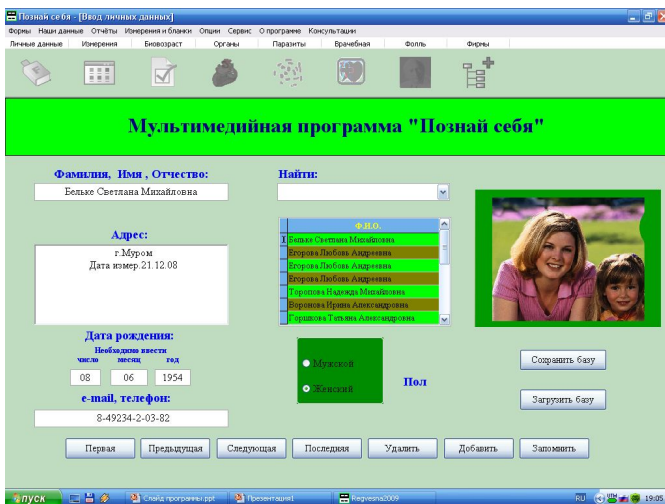 Познай себя - [Ввод личных данных]
Формы Наши данные Отчёты Измерения и бланки Опции Сервис О программе Консультации
Личные данные Измерения Биовозраст Органы Паразиты Врачебная Фолль Фирмы
Мультимедийная программа "Познай себя"
Фамилия, Имя , Отчество:
Бельке Светлана Михайловна
Найти:
Адрес:
г.Муром
Дата измер.21.12.08
Ф.И.О.
Бельке Светлана Михайловна
Егорова Любовь Андреевна
Егорова Любовь Андреевна
Егорова Любовь Андреевна
Торопова Надежда Михайловна
Воронова Ирина Александровна
Горшкова Татьяна Александровна
Дата рождения:
Необходимо ввести
число месяц год
08 06 1954
e-mail, телефон:
8-49234-2-03-82
Мужской
Женский
Пол
Сохранить базу
Загрузить базу
Первая Предыдущая Следующая Последняя Удалить Добавить Запомнить
пуск Слайд программы.ppt Презентация1 Regvesna2009 RU 19:05